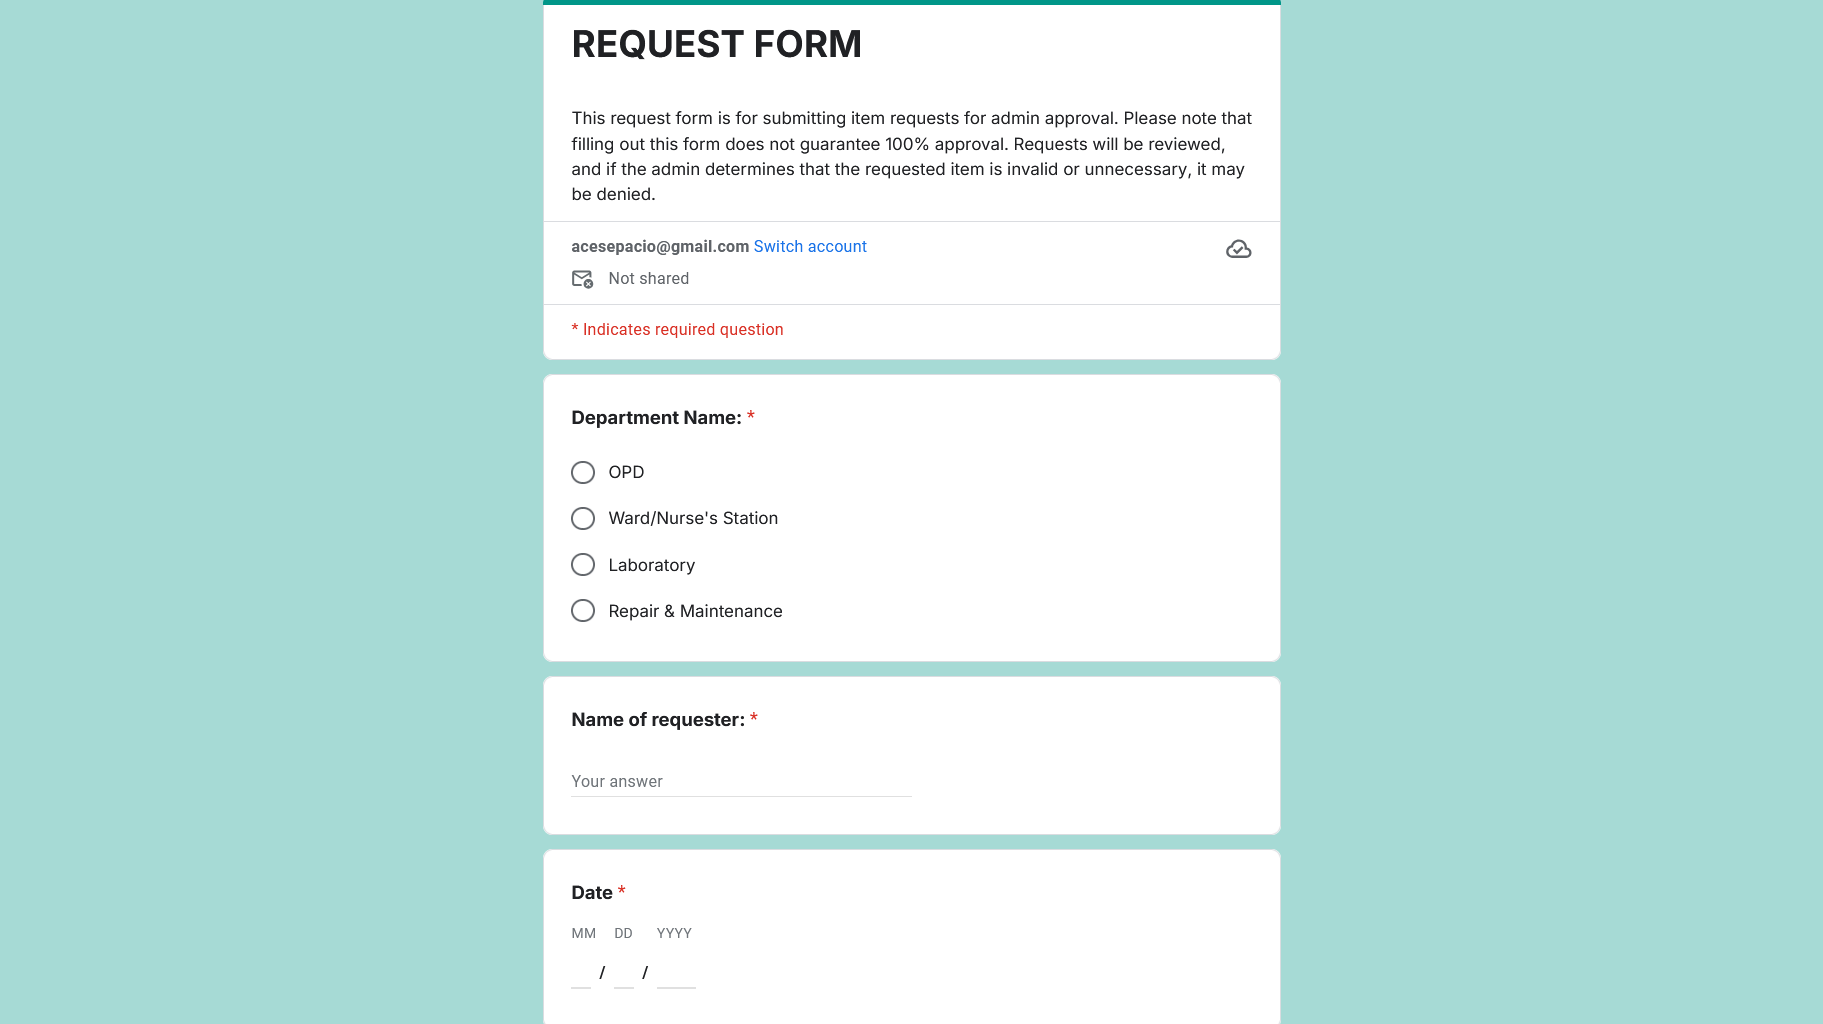 REQUEST FORM
This request form is for submitting item requests for admin approval. Please note that
filling out this form does not guarantee 100% approval. Requests will be reviewed,
and if the admin determines that the requested item is invalid or unnecessary, it may
be denied.
acesepacio@gmail.com Switch account
Not shared
* Indicates required question
Department Name: *
OPD
Ward/Nurse's Station
Laboratory
Repair & Maintenance
Name of requester: *
Your answer
Date *
MM DD YYYY
/ /